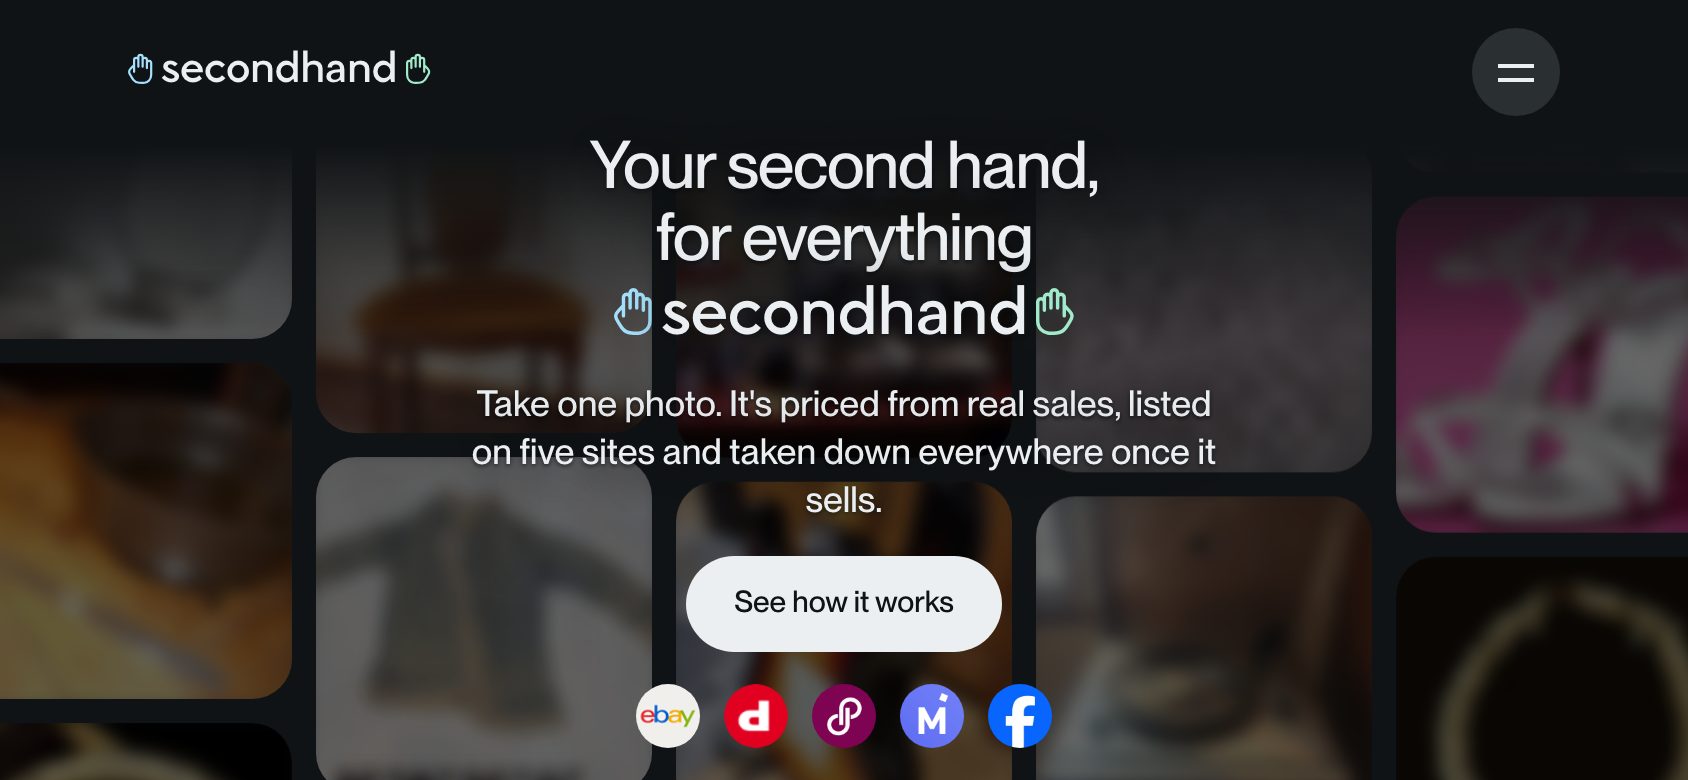 secondhand
Your second hand,
for everything
secondhand
Take one photo. It's priced from real sales, listed
on five sites and taken down everywhere once it
sells.
See how it works
ebay